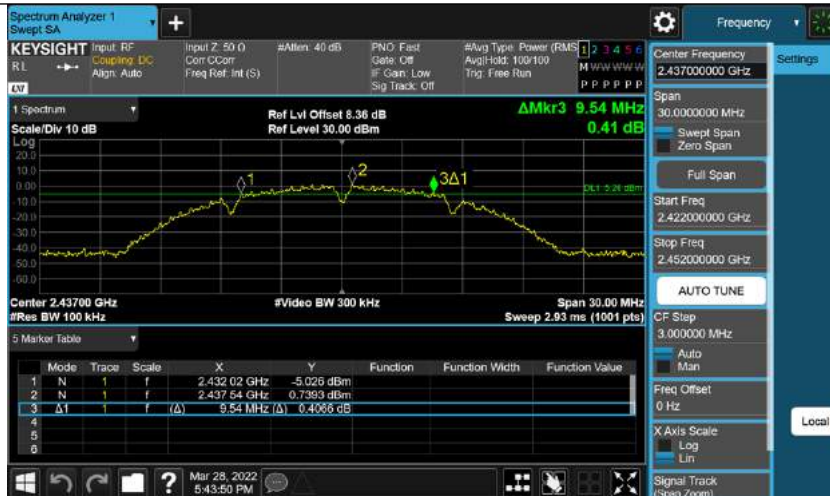 Spectrum Analyzer 1
Swept SA
+
Frequency
KEYSIGHT
RL
LXI
Input: RF
Coupling: DC
Align: Auto
Input Z: 50 Ω
Corr CCorr
Freq Ref: Int (S)
#Atten: 40 dB
PNO: Fast
Gate: Off
IF Gain: Low
Sig Track: Off
#Avg Type: Power (RMS
Avg|Hold: 100/100
Trig: Free Run
1 2 3 4 5 6
M W W W W W
P P P P P P
1 Spectrum
Scale/Div 10 dB
Log
Ref Lvl Offset 8.36 dB
Ref Level 30.00 dBm
ΔMkr3 9.54 MHz
0.41 dB
20.0
10.0
0.00
-10.0
-20.0
-30.0
-40.0
-50.0
-60.0
1
2
3Δ1
Center 2.43700 GHz
#Res BW 100 kHz
#Video BW 300 kHz
Span 30.00 MHz
Sweep 2.93 ms (1001 pts)
5 Marker Table
Mode Trace Scale X Y Function Function Width Function Value
1 N 1 f 2.432 02 GHz -5.026 dBm
2 N 1 f 2.437 54 GHz 0.7393 dBm
3 Δ1 1 f (Δ) 9.54 MHz (Δ) 0.4066 dB
4
5
6
?
Mar 28, 2022
5:43:50 PM
Center Frequency
2.437000000 GHz
Span
30.0000000 MHz
Swept Span
Zero Span
Full Span
Start Freq
2.422000000 GHz
Stop Freq
2.452000000 GHz
AUTO TUNE
CF Step
3.000000 MHz
Auto
Man
Freq Offset
0 Hz
X Axis Scale
Log
Lin
Signal Track
(Span Zoom)
Settings
Local